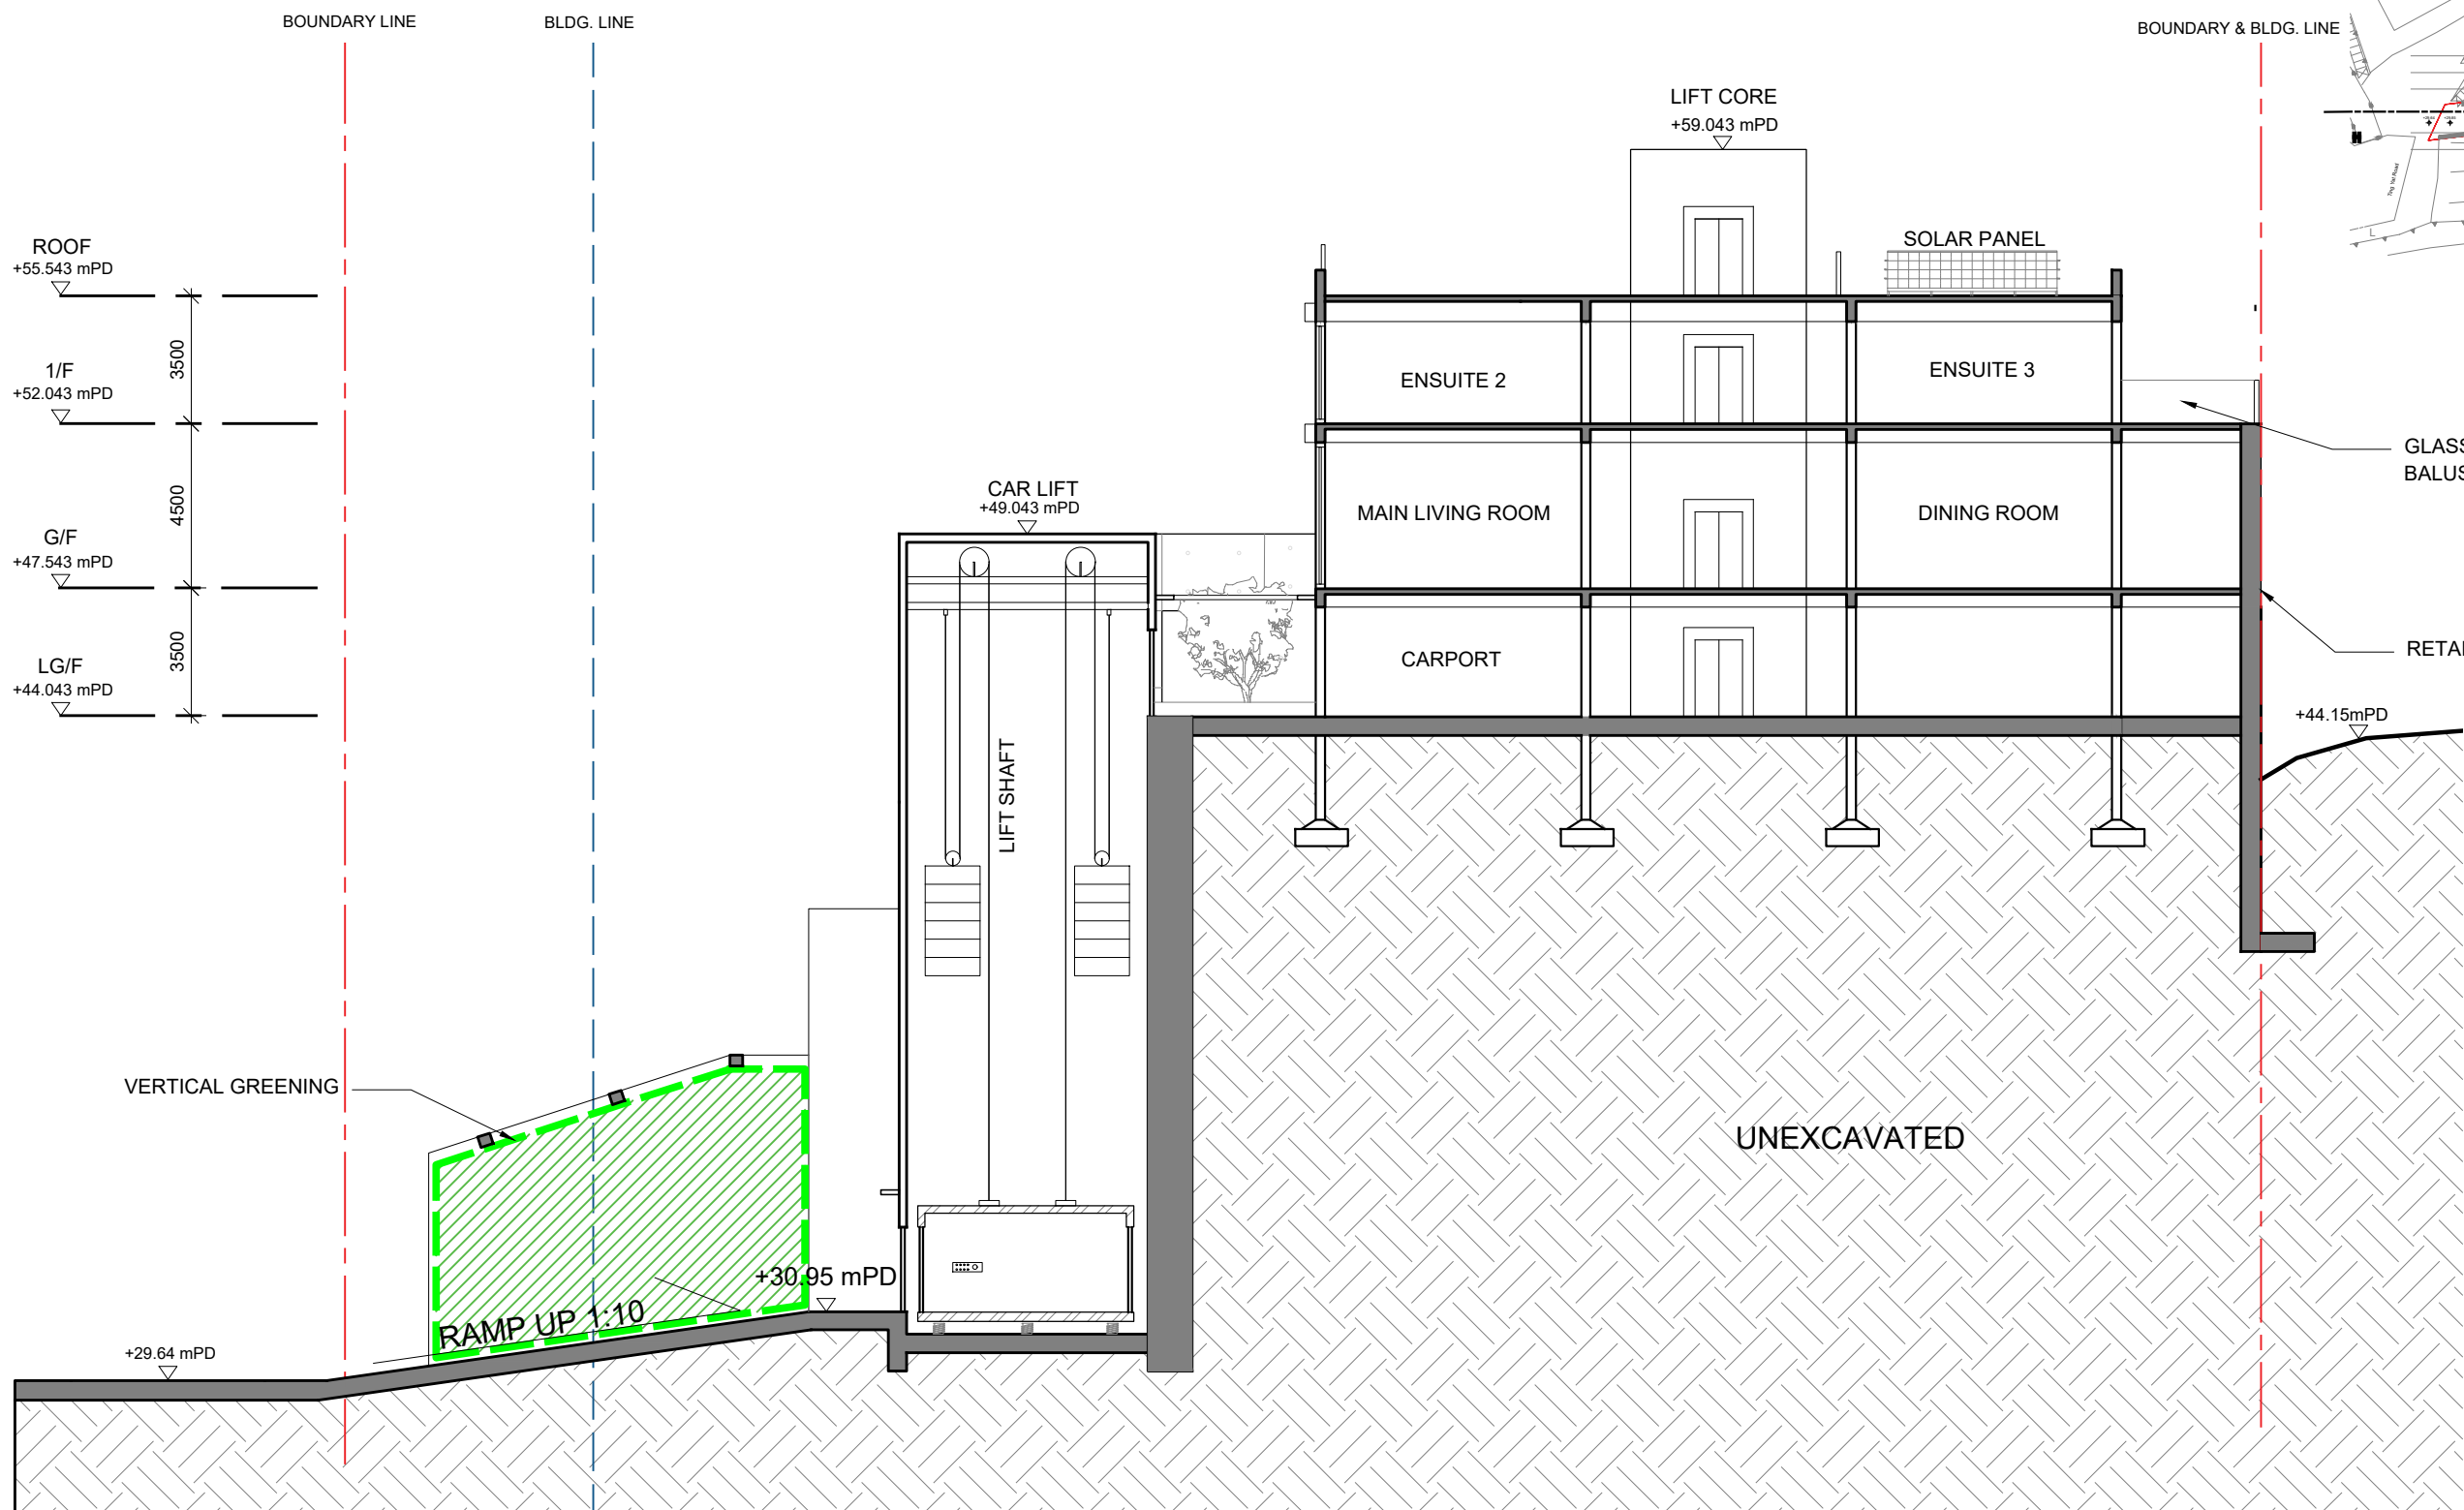 BOUNDARY LINE
BLDG. LINE
BOUNDARY & BLDG. LINE
LIFT CORE
+59.043 mPD
ROOF
+55.543 mPD
SOLAR PANEL
3500
1/F
+52.043 mPD
ENSUITE 2
ENSUITE 3
GLASS
BALUS
CAR LIFT
+49.043 mPD
4500
MAIN LIVING ROOM
DINING ROOM
G/F
+47.543 mPD
3500
LG/F
+44.043 mPD
CARPORT
RETAI
+44.15mPD
LIFT SHAFT
VERTICAL GREENING
UNEXCAVATED
+30.95 mPD
RAMP UP 1:10
+29.64 mPD